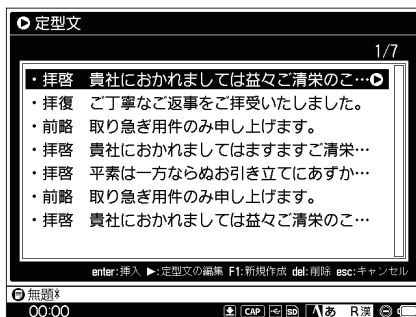 定型文
1/7
・拝啓 貴社におかれましては益々ご清栄のこ…
・拝復 ご丁寧なご返事をご拝受いたしました。
・前略 取り急ぎ用件のみ申し上げます。
・拝啓 貴社におかれましてはますますご清栄…
・拝啓 平素は一方ならぬお引き立てにあずか…
・前略 取り急ぎ用件のみ申し上げます。
・拝啓 貴社におかれましては益々ご清栄のこ…
enter:挿入 ▶:定型文の編集 F1:新規作成 del:削除 esc:キャンセル
無題*
00:00 CAP SD あ R漢